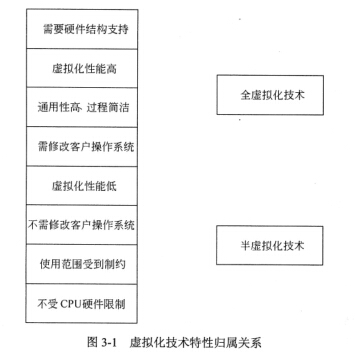 需要硬件结构支持
虚拟化性能高
全虚拟化技术
通用性高、过程简洁
需修改客户操作系统
虚拟化性能低
不需修改客户操作系统
半虚拟化技术
使用范围受到制约
不受CPU硬件限制
图 3-1 虚拟化技术特性归属关系